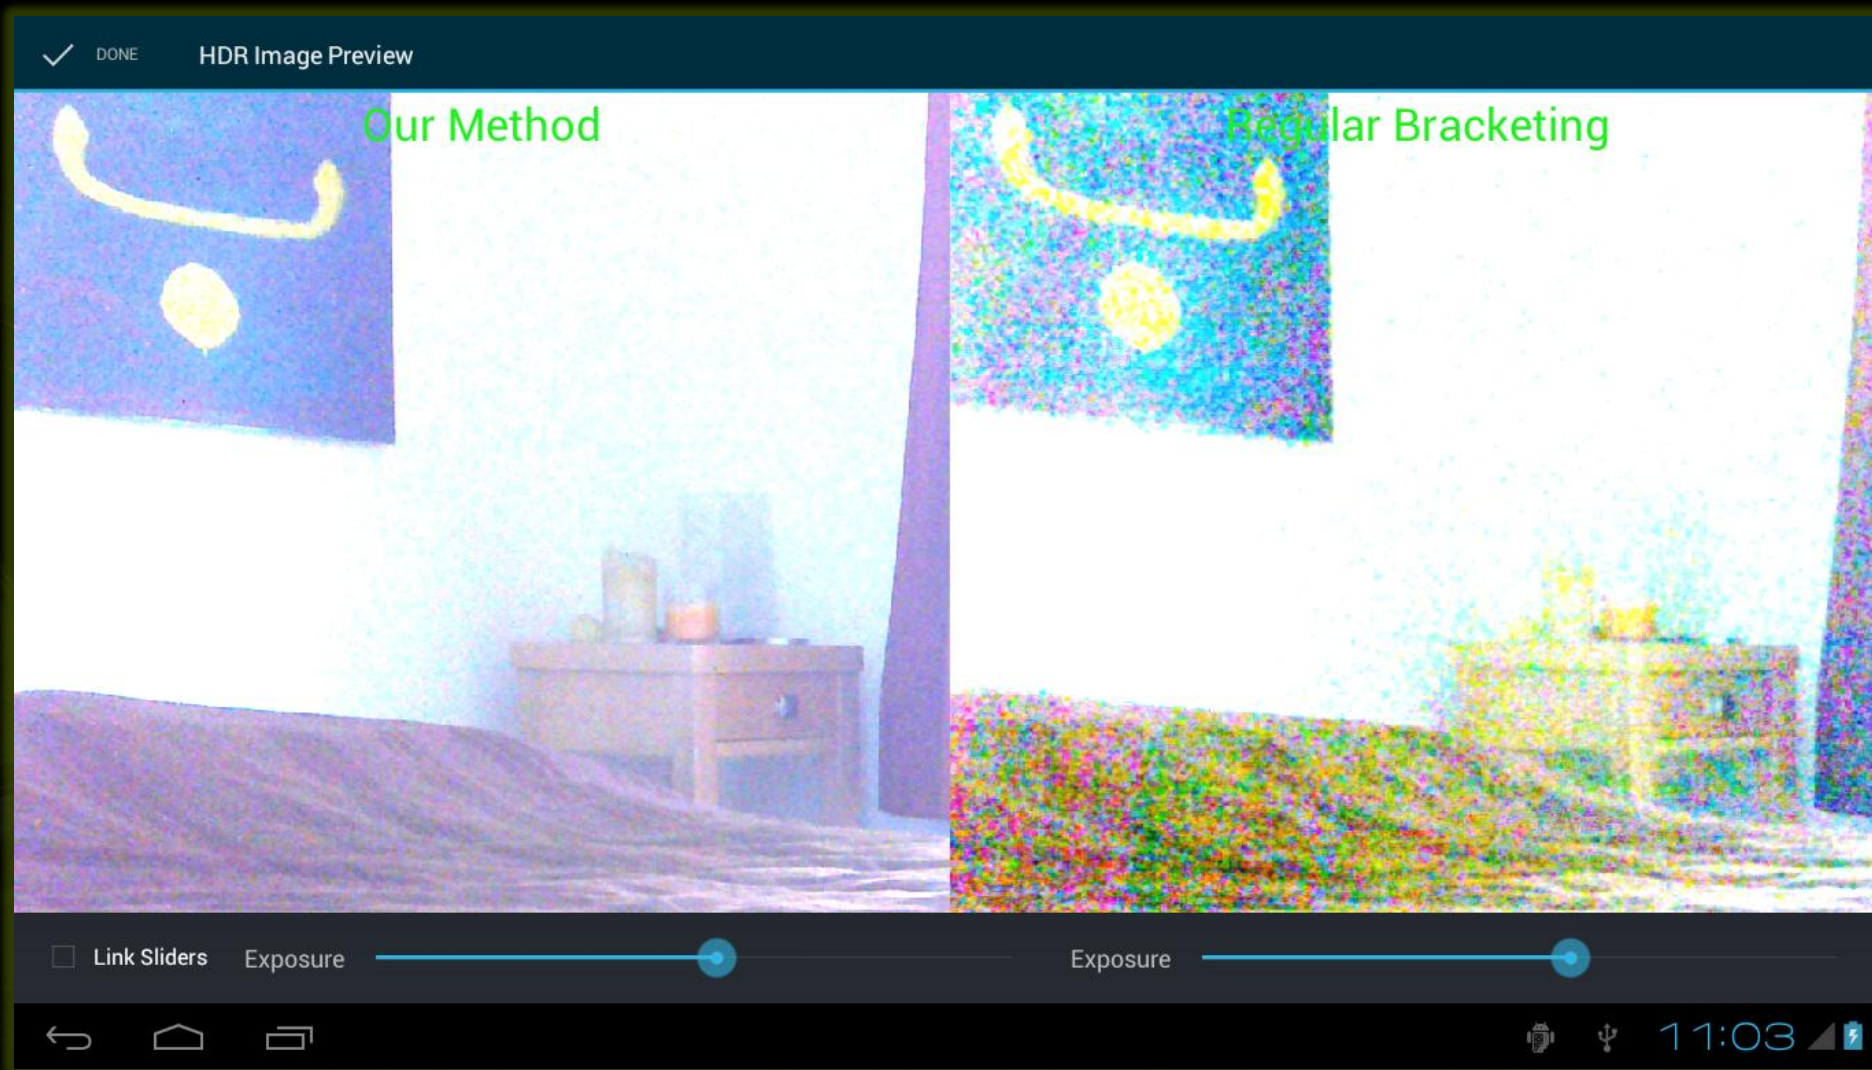 DONE HDR Image Preview
Our Method
Regular Bracketing
Link Sliders Exposure
Exposure
11:03